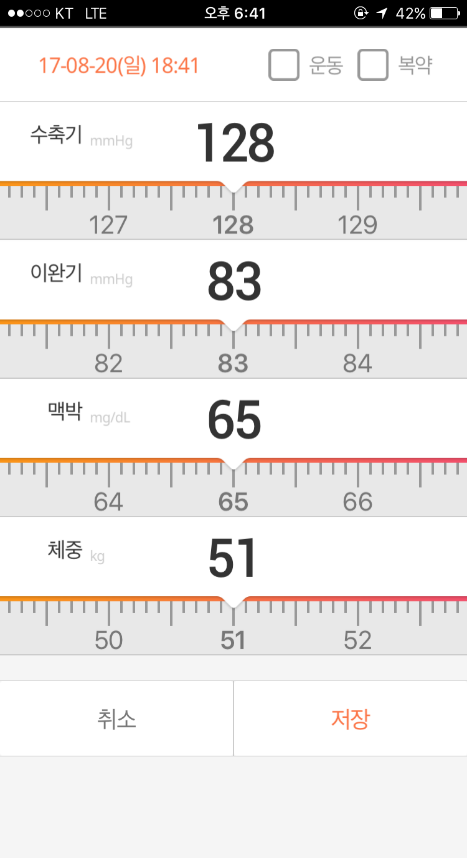 KT LTE 오후 6:41 42%
17-08-20(일) 18:41 운동 복약
수축기 mmHg 128
127 128 129
이완기 mmHg 83
82 83 84
맥박 mg/dL 65
64 65 66
체중 kg 51
50 51 52
취소 저장